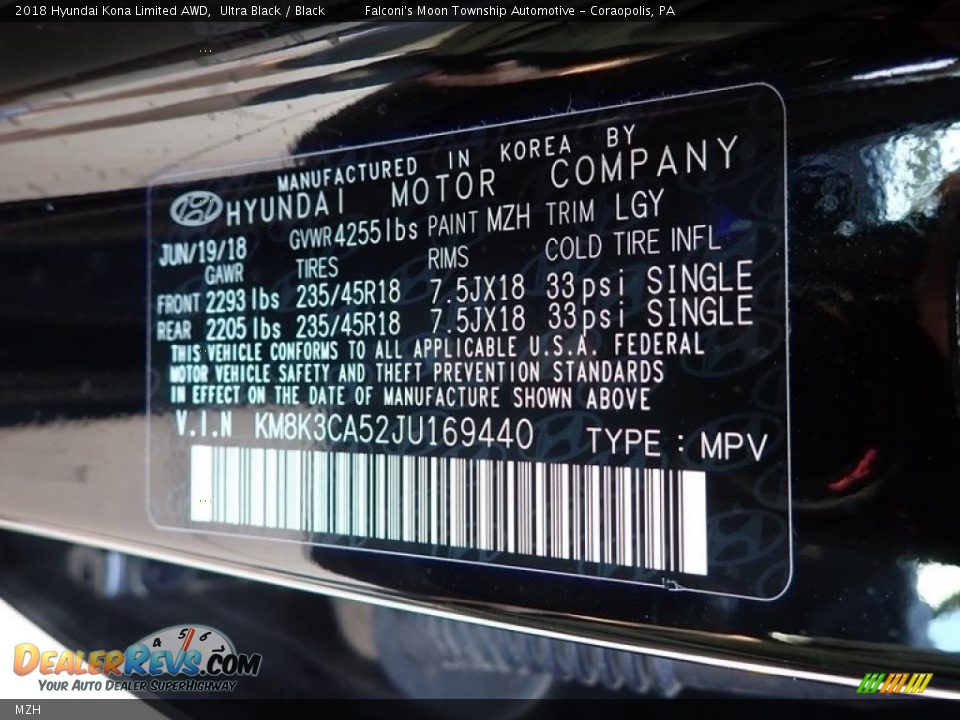 2018 Hyundai Kona Limited AWD, Ultra Black / Black Falconi's Moon Township Automotive - Coraopolis, PA
MANUFACTURED IN KOREA BY
HYUNDAI MOTOR COMPANY
JUN/19/18 GVWR 4255lbs PAINT MZH TRIM LGY
GAWR TIRES RIMS COLD TIRE INFL
FRONT 2293 lbs 235/45R18 7.5JX18 33psi SINGLE
REAR 2205 lbs 235/45R18 7.5JX18 33psi SINGLE
THIS VEHICLE CONFORMS TO ALL APPLICABLE U.S.A. FEDERAL
MOTOR VEHICLE SAFETY AND THEFT PREVENTION STANDARDS
IN EFFECT ON THE DATE OF MANUFACTURE SHOWN ABOVE
V.I.N KM8K3CA52JU169440 TYPE : MPV
4 5 6
DEALERREVS.COM
YOUR AUTO DEALER SUPERHIGHWAY
MZH